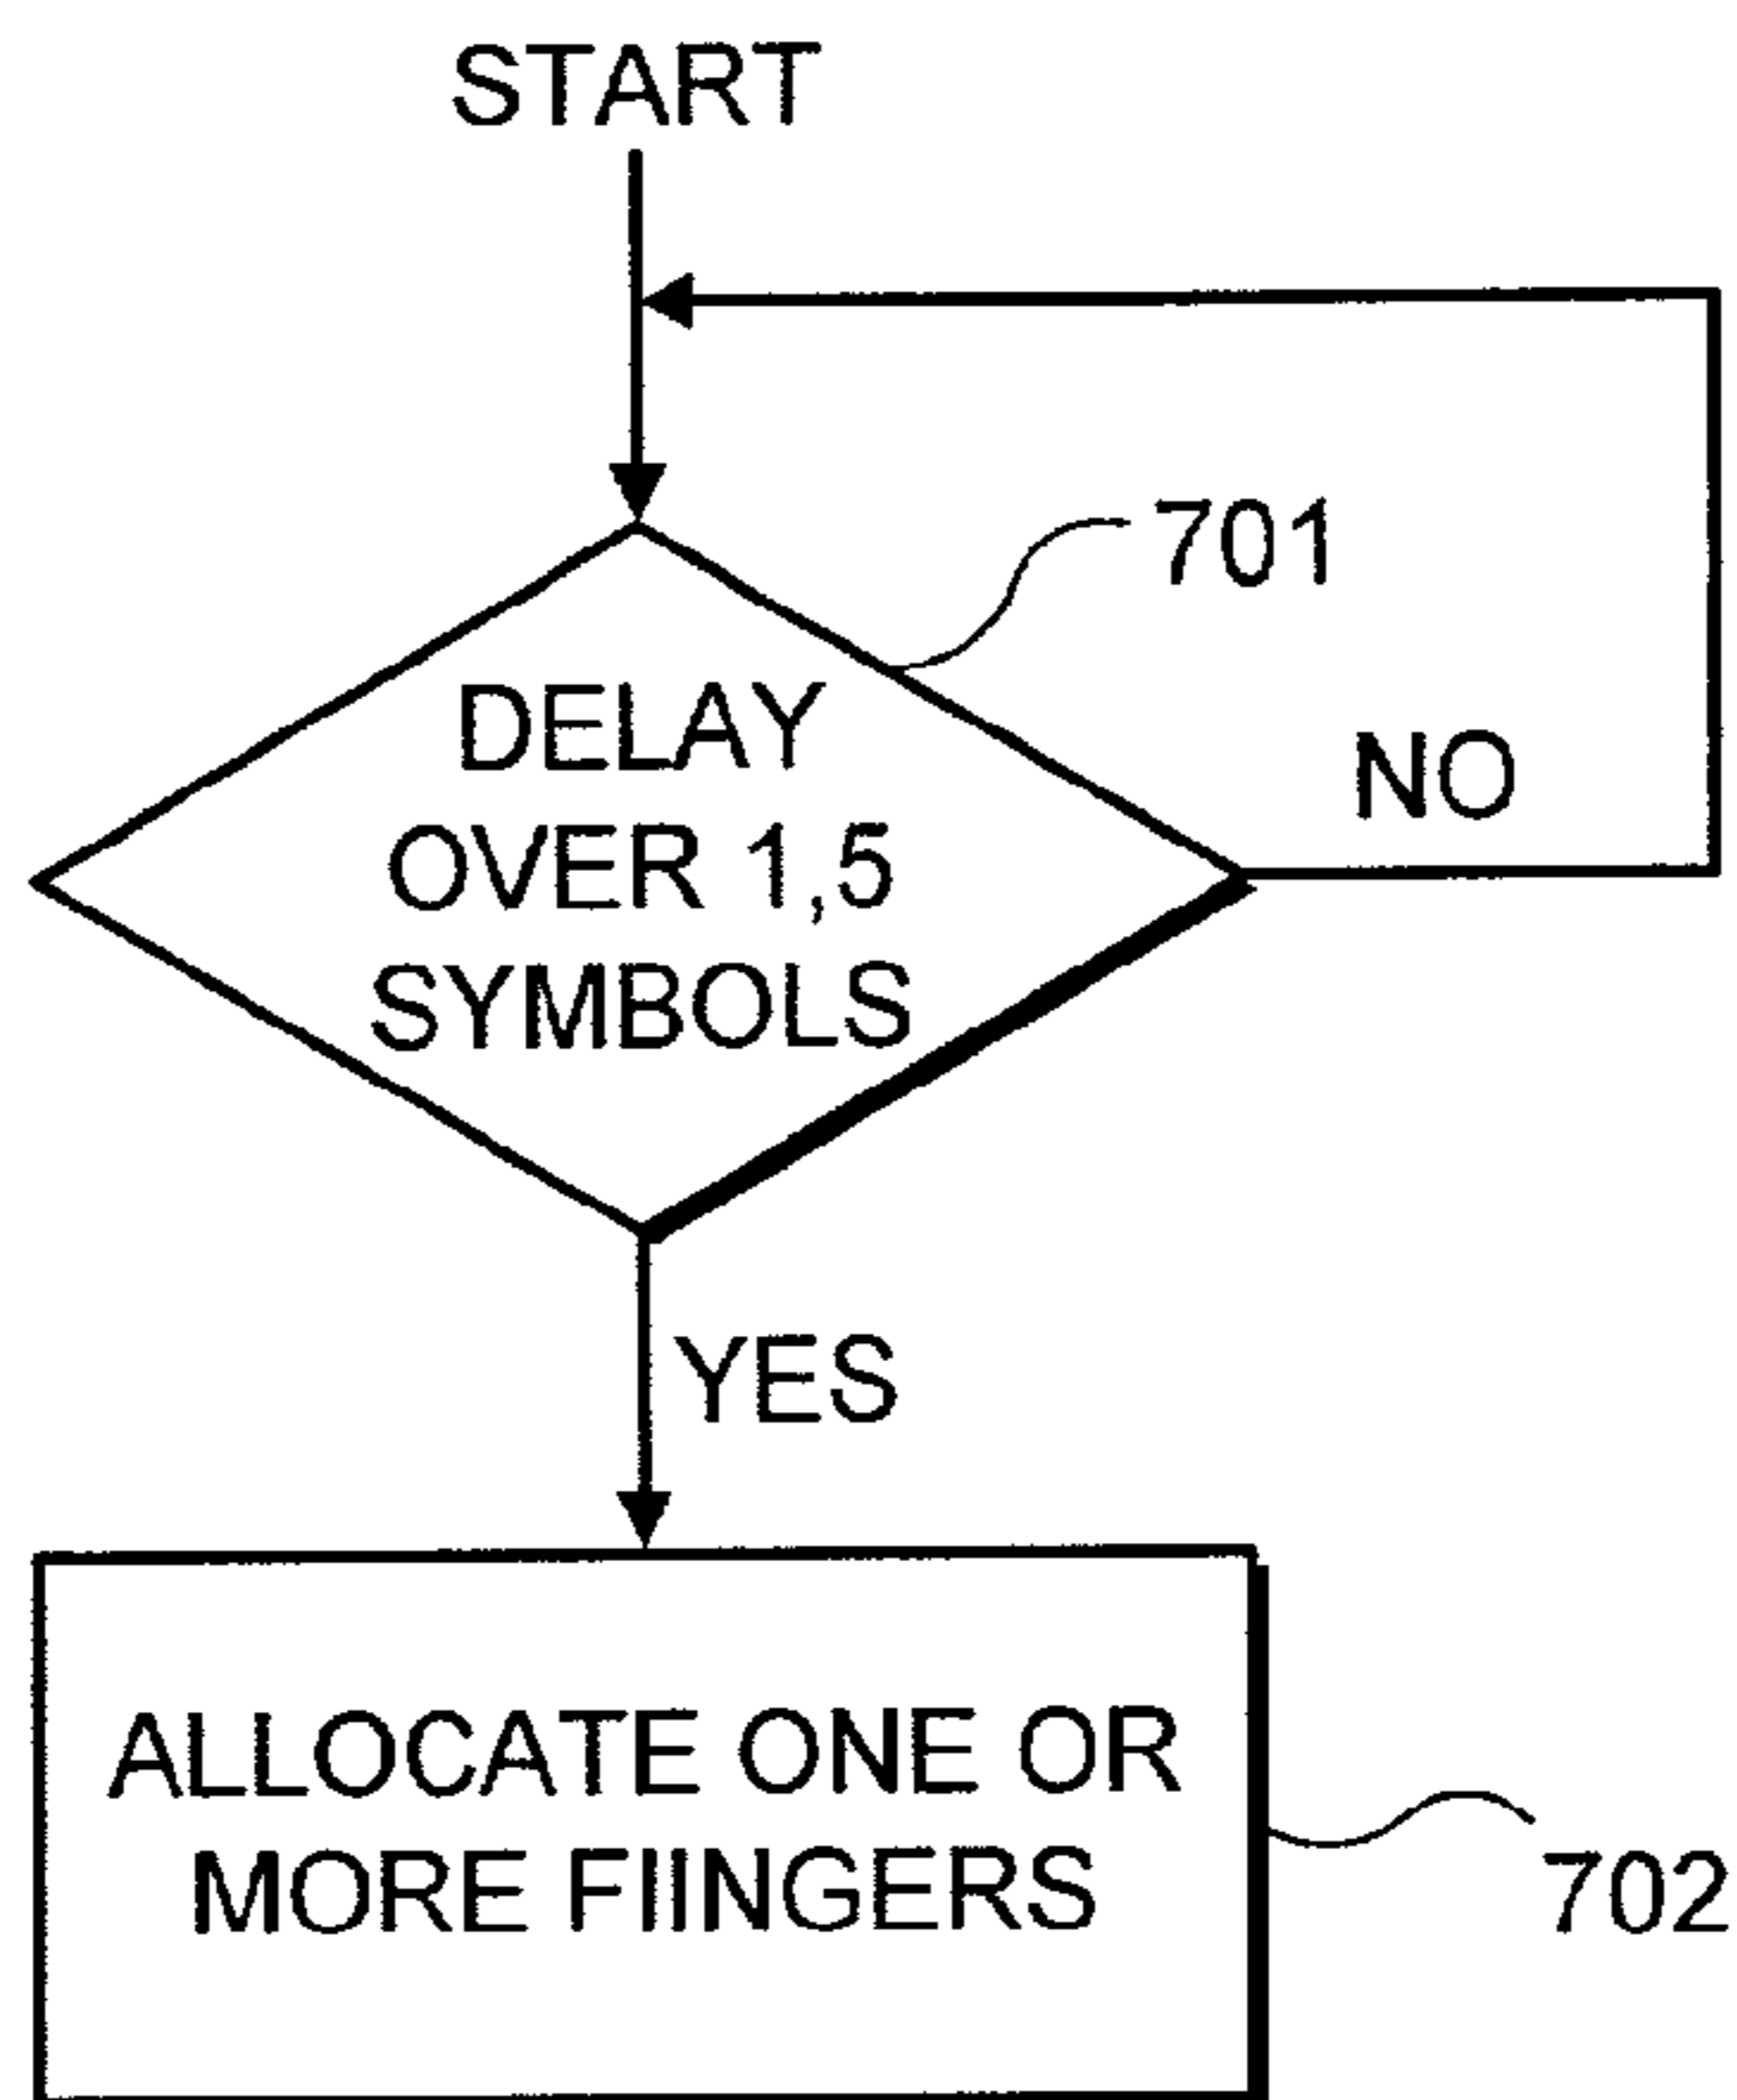 START
701
DELAY
OVER 1,5
SYMBOLS
NO
YES
ALLOCATE ONE OR
MORE FIINGERS
702